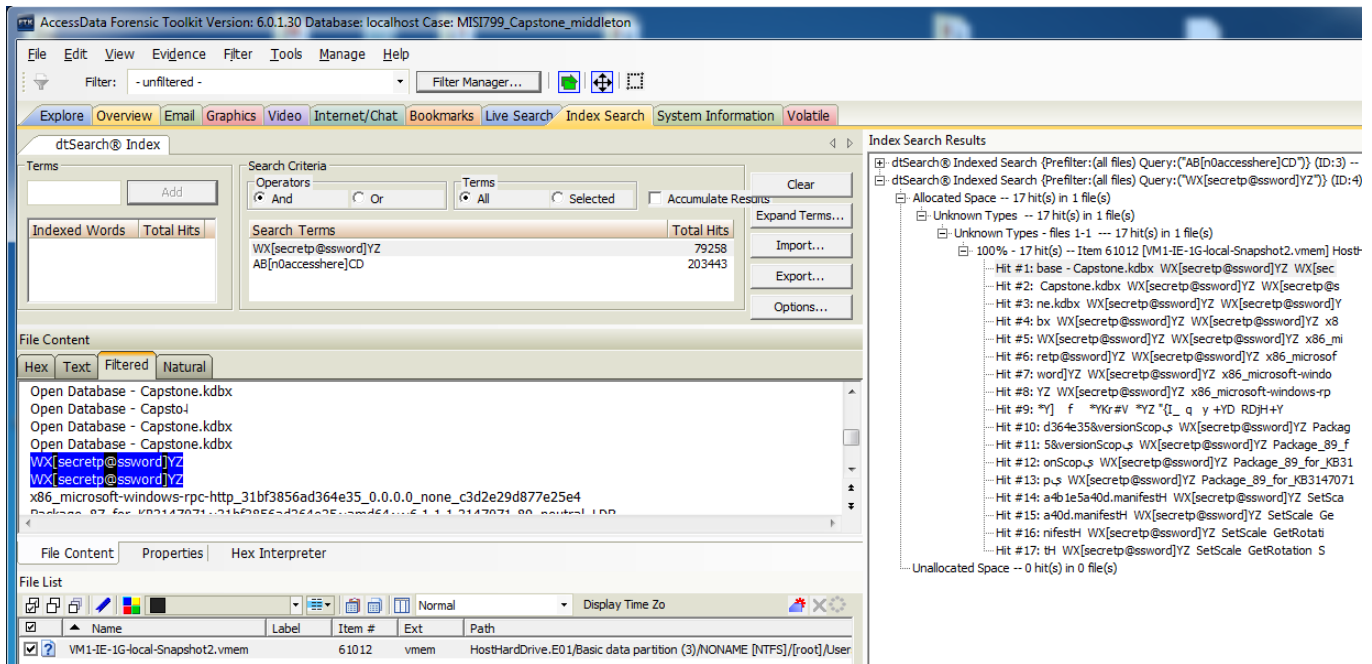 AccessData Forensic Toolkit Version: 6.0.1.30 Database: localhost Case: MISI799_Capstone_middleton
File Edit View Evidence Filter Tools Manage Help
Filter: - unfiltered - Filter Manager...
Explore Overview Email Graphics Video Internet/Chat Bookmarks Live Search Index Search System Information Volatile
dtSearch® Index
Terms
Add
Indexed Words Total Hits
Search Criteria
Operators
And Or
Terms
All Selected
Accumulate Results
Search Terms Total Hits
WX[secretp@ssword]YZ 79258
AB[n0accesshere]CD 203443
Clear
Expand Terms...
Import...
Export...
Options...
File Content
Hex Text Filtered Natural
Open Database - Capstone.kdbx
Open Database - Capsto
Open Database - Capstone.kdbx
Open Database - Capstone.kdbx
WX[secretp@ssword]YZ
WX[secretp@ssword]YZ
x86_microsoft-windows-rpc-http_31bf3856ad364e35_0.0.0.0_none_c3d2e29d877e25e4
File Content Properties Hex Interpreter
File List
Normal Display Time Zo
Name Label Item # Ext Path
VM1-IE-1G-local-Snapshot2.vmem 61012 vmem HostHardDrive.E01/Basic data partition (3)/NONAME [NTFS]/[root]/User
Index Search Results
dtSearch® Indexed Search {Prefilter:(all files) Query:("AB[n0accesshere]CD")} (ID:3) --
dtSearch® Indexed Search {Prefilter:(all files) Query:("WX[secretp@ssword]YZ")} (ID:4)
Allocated Space -- 17 hit(s) in 1 file(s)
Unknown Types -- 17 hit(s) in 1 file(s)
Unknown Types - files 1-1 --- 17 hit(s) in 1 file(s)
100% - 17 hit(s) -- Item 61012 [VM1-IE-1G-local-Snapshot2.vmem] HostH
Hit #1: base - Capstone.kdbx WX[secretp@ssword]YZ WX[sec
Hit #2: Capstone.kdbx WX[secretp@ssword]YZ WX[secretp@s
Hit #3: ne.kdbx WX[secretp@ssword]YZ WX[secretp@ssword]Y
Hit #4: bx WX[secretp@ssword]YZ WX[secretp@ssword]YZ x8
Hit #5: WX[secretp@ssword]YZ WX[secretp@ssword]YZ x86_mi
Hit #6: retp@ssword]YZ WX[secretp@ssword]YZ x86_microsof
Hit #7: word]YZ WX[secretp@ssword]YZ x86_microsoft-windo
Hit #8: YZ WX[secretp@ssword]YZ x86_microsoft-windows-rp
Hit #9: *Y] f *YKr#V *YZ "{I_ q y +YD RDjH+Y
Hit #10: d364e35&versionScopې WX[secretp@ssword]YZ Packag
Hit #11: 5&versionScopې WX[secretp@ssword]YZ Package_89_f
Hit #12: onScopې WX[secretp@ssword]YZ Package_89_for_KB31
Hit #13: pې WX[secretp@ssword]YZ Package_89_for_KB3147071
Hit #14: a4b1e5a40d.manifestH WX[secretp@ssword]YZ SetSca
Hit #15: a40d.manifestH WX[secretp@ssword]YZ SetScale Ge
Hit #16: nifestH WX[secretp@ssword]YZ SetScale GetRotati
Hit #17: tH WX[secretp@ssword]YZ SetScale GetRotation S
Unallocated Space -- 0 hit(s) in 0 file(s)